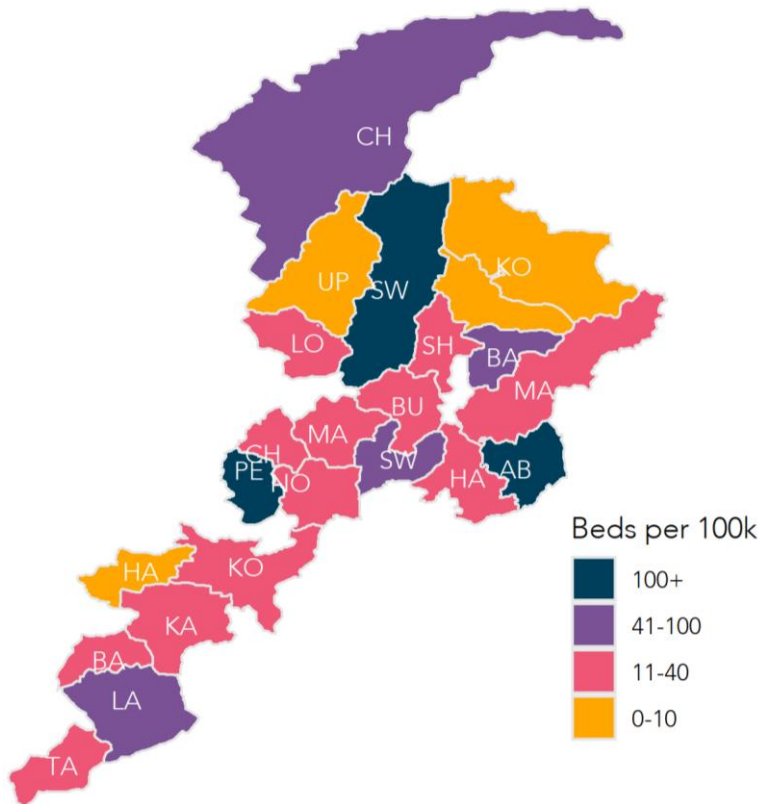 CH
UP
SW
KO
LO
SH
BA
MA
BU
MA
CH
PE
NO
SW
HA
AB
HA
KO
KA
BA
LA
TA
Beds per 100k
100+
41-100
11-40
0-10